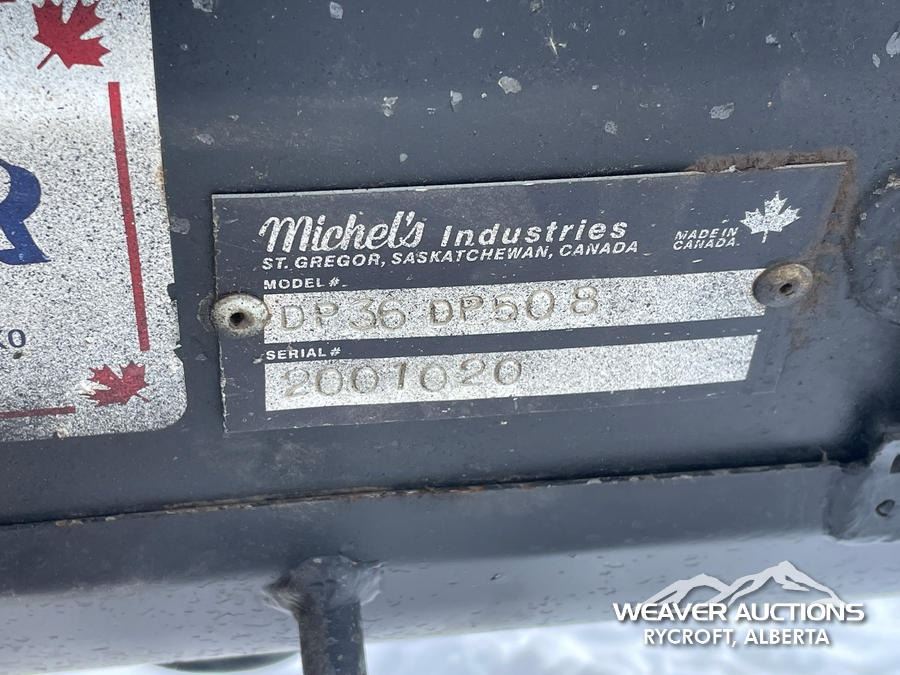 R
KO
Michel's Industries
ST. GREGOR, SASKATCHEWAN, CANADA
MADE IN
CANADA.
MODEL #
DP36 DP50 8
SERIAL #
2001020
WEAVER AUCTIONS
RYCROFT, ALBERTA